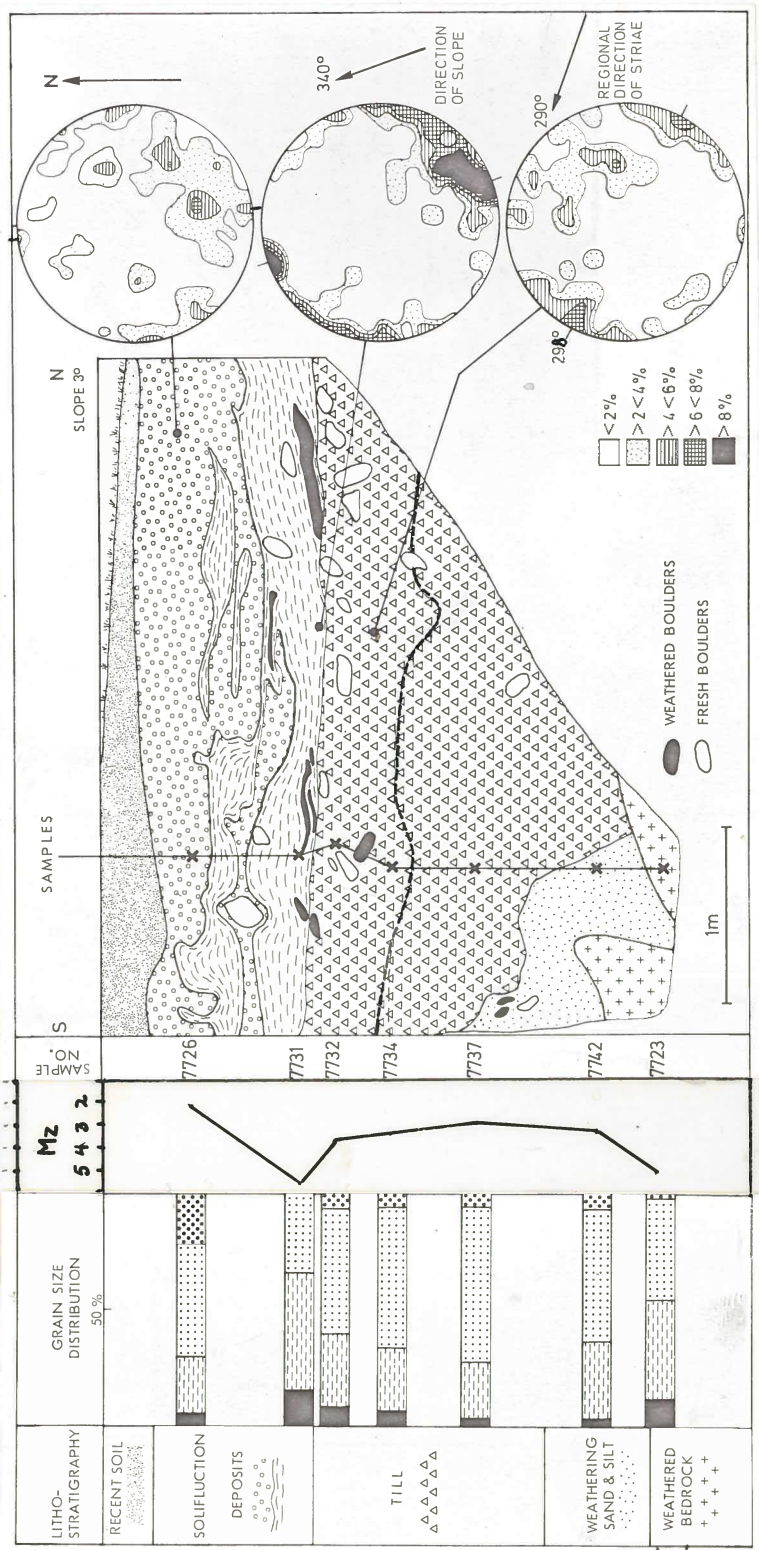 LITHO-
STRATIGRAPHY
RECENT SOIL
SOLIFLUCTION
DEPOSITS
TILL
WEATHERING
SAND & SILT
WEATHERED
BEDROCK
GRAIN SIZE
DISTRIBUTION
50 %
Mz
5 4 3 2
SAMPLE
NO.
7726
7731
7732
7734
7737
7742
7723
S
SAMPLES
N
SLOPE 3°
1m
WEATHERED BOULDERS
FRESH BOULDERS
< 2%
> 2 < 4%
> 4 < 6%
> 6 < 8%
> 8%
N
340°
DIRECTION
OF SLOPE
290°
REGIONAL
DIRECTION
OF STRIAE
298°